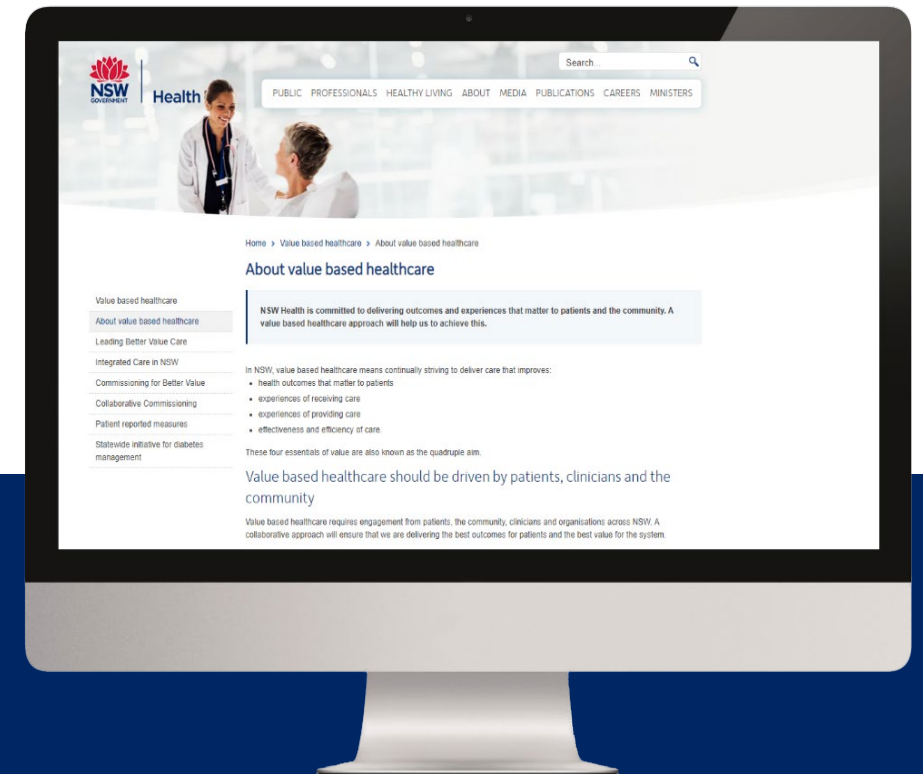 Search...
NSW
GOVERNMENT
Health
PUBLIC PROFESSIONALS HEALTHY LIVING ABOUT MEDIA PUBLICATIONS CAREERS MINISTERS
Home > Value based healthcare > About value based healthcare
About value based healthcare
Value based healthcare
About value based healthcare
Leading Better Value Care
Integrated Care in NSW
Commissioning for Better Value
Collaborative Commissioning
Patient reported measures
Statewide initiative for diabetes
management
NSW Health is committed to delivering outcomes and experiences that matter to patients and the community. A
value based healthcare approach will help us to achieve this.
In NSW, value based healthcare means continually striving to deliver care that improves:
• health outcomes that matter to patients
• experiences of receiving care
• experiences of providing care
• effectiveness and efficiency of care.
These four essentials of value are also known as the quadruple aim.
Value based healthcare should be driven by patients, clinicians and the
community
Value based healthcare requires engagement from patients, the community, clinicians and organisations across NSW. A
collaborative approach will ensure that we are delivering the best outcomes for patients and the best value for the system.